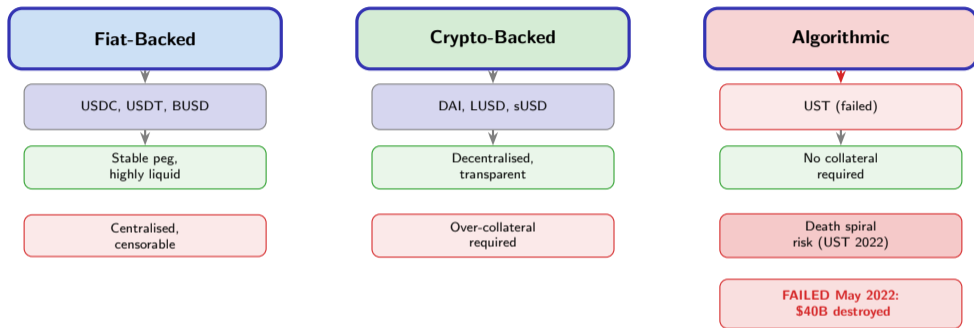 Fiat-Backed
USDC, USDT, BUSD
Stable peg,
highly liquid
Centralised,
censorable
Crypto-Backed
DAI, LUSD, sUSD
Decentralised,
transparent
Over-collateral
required
Algorithmic
UST (failed)
No collateral
required
Death spiral
risk (UST 2022)
FAILED May 2022:
$40B destroyed